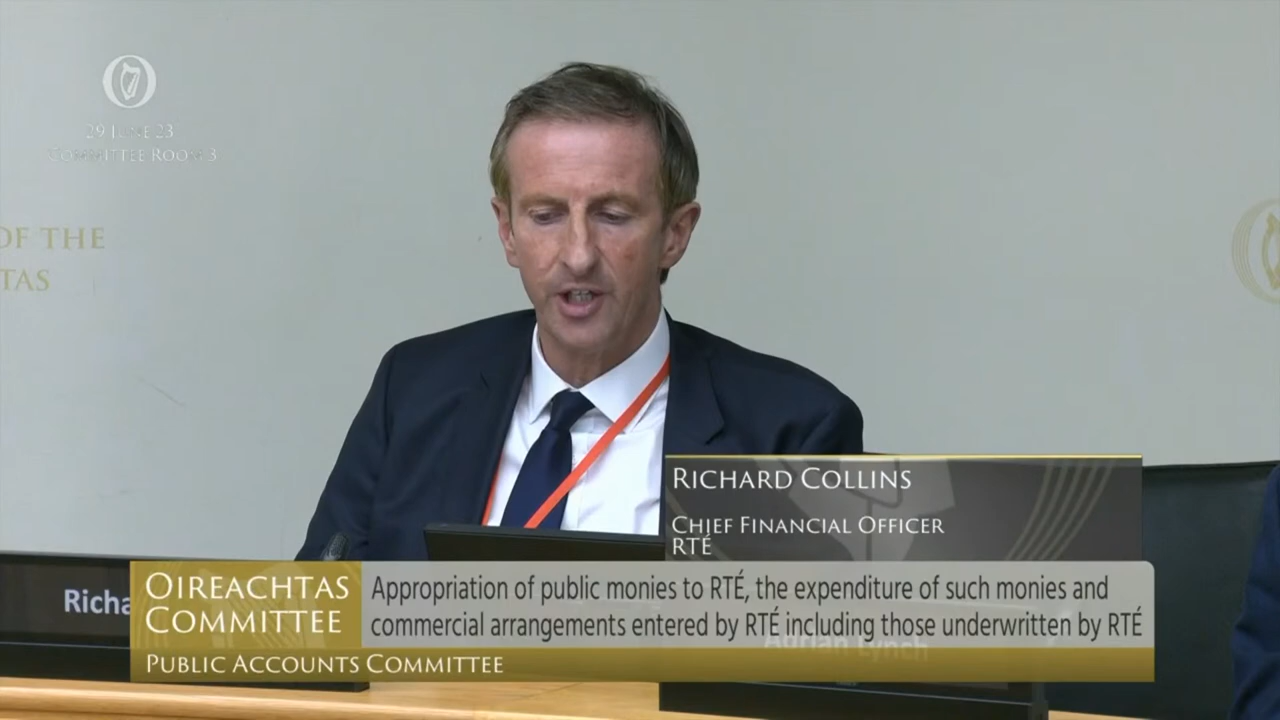 29 JUNE 23
COMMITTEE ROOM 3
OF THE
TAS
RICHARD COLLINS
CHIEF FINANCIAL OFFICER
RTÉ
Richa
OIREACHTAS
COMMITTEE
Appropriation of public monies to RTÉ, the expenditure of such monies and
commercial arrangements entered by RTÉ including those underwritten by RTÉ
Adrian Lynch
PUBLIC ACCOUNTS COMMITTEE